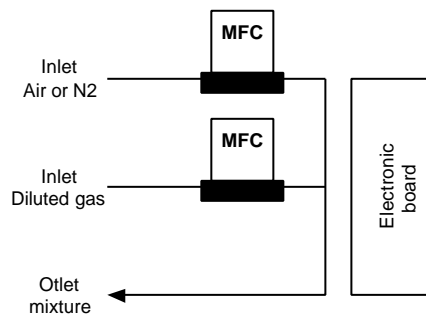 MFC
Inlet
Air or N2
MFC
Inlet
Diluted gas
Otlet
mixture
Electronic
board